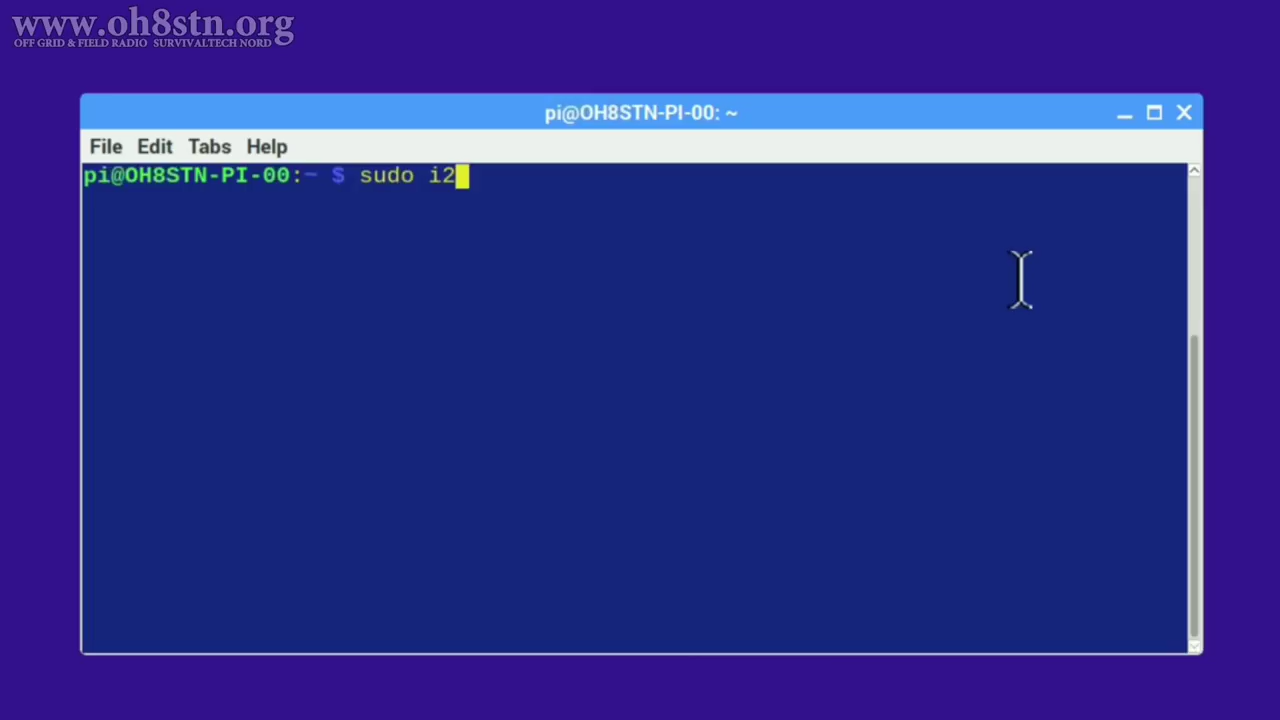 www.oh8stn.org
OFF GRID & FIELD RADIO SURVIVALTECH NORD
pi@OH8STN-PI-00: ~
File Edit Tabs Help
pi@OH8STN-PI-00:~ $ sudo i2